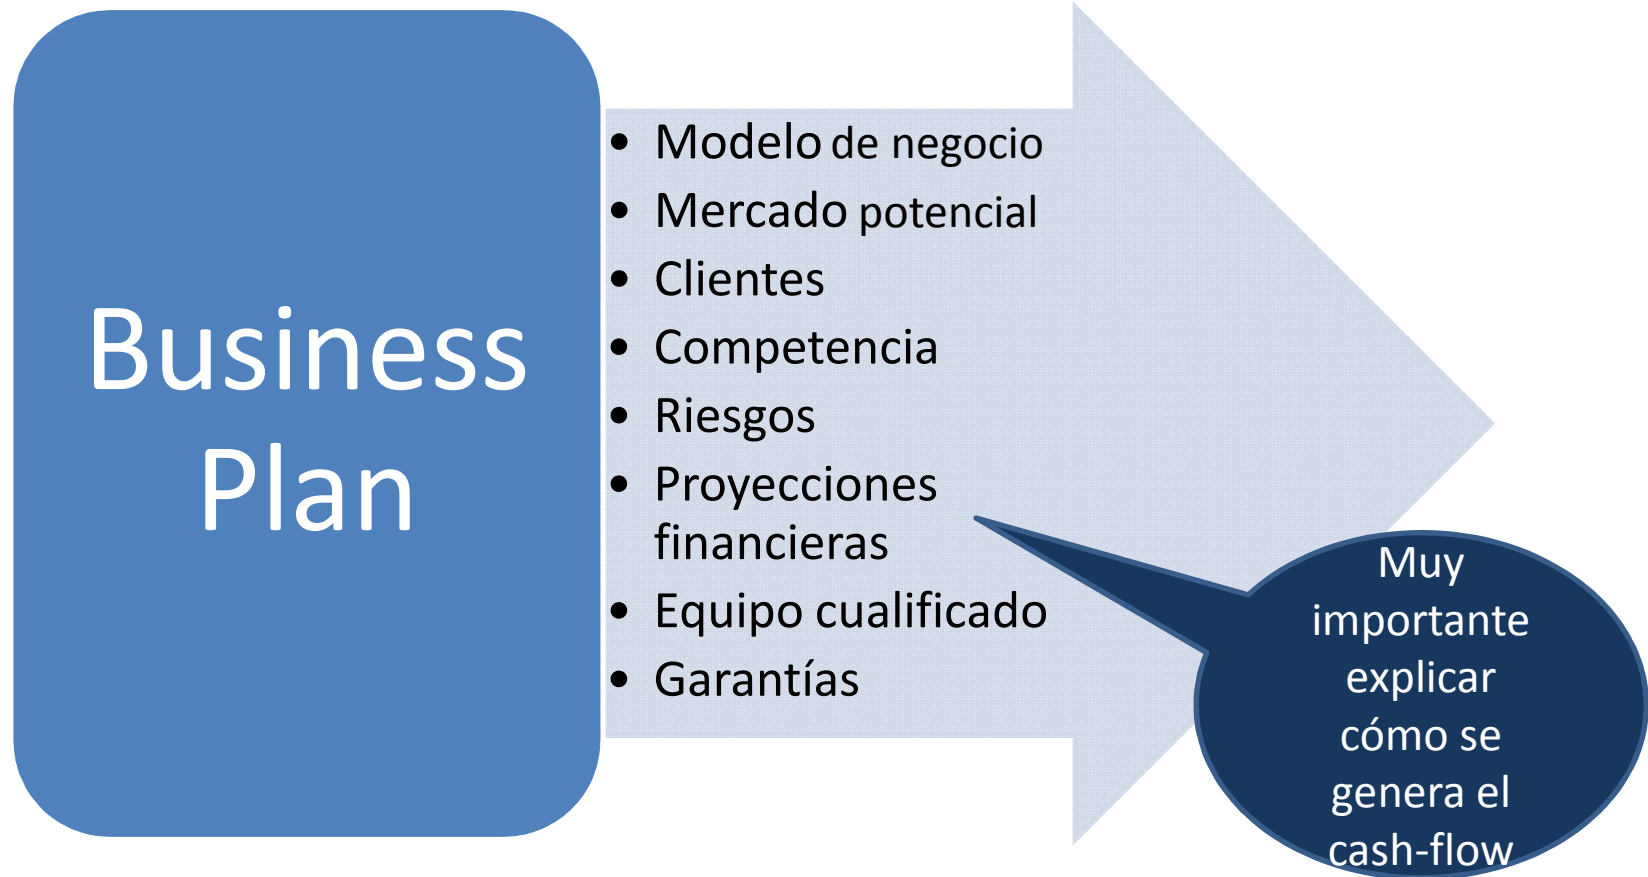 Business
Plan
• Modelo de negocio
• Mercado potencial
• Clientes
• Competencia
• Riesgos
• Proyecciones
financieras
• Equipo cualificado
• Garantías
Muy
importante
explicar
cómo se
genera el
cash-flow